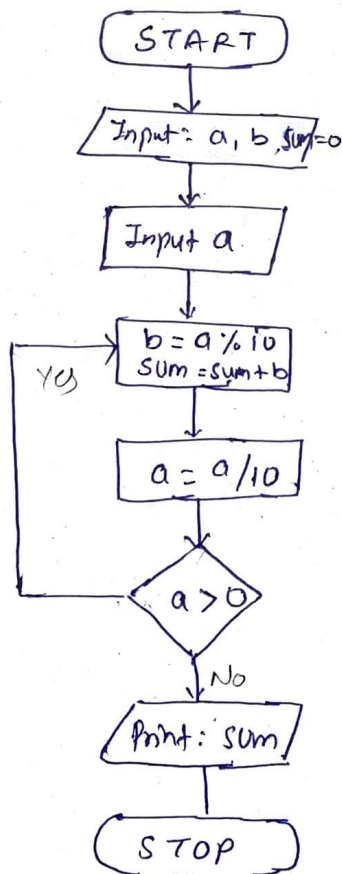 START
Input: a, b, sum=0
Input a
b = a % 10
sum = sum + b
Yes
a = a/10
a > 0
No
Print: sum
STOP